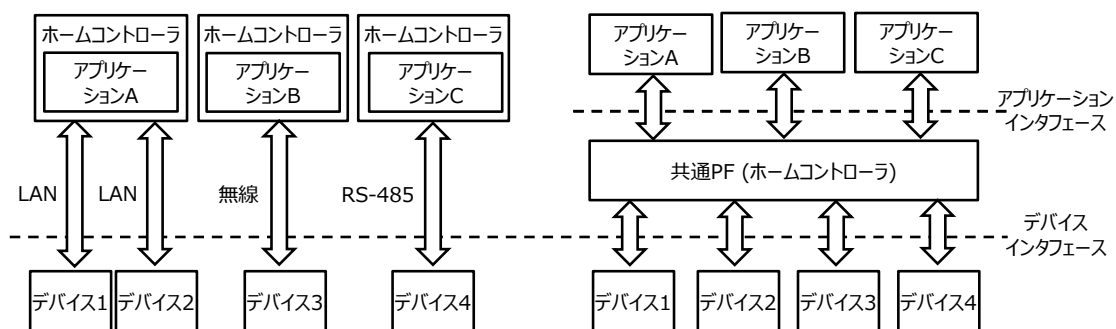 ホームコントローラ
アプリケー
ションA
ホームコントローラ
アプリケー
ションB
ホームコントローラ
アプリケー
ションC
LAN
LAN
無線
RS-485
デバイス1
デバイス2
デバイス3
デバイス4
アプリケー
ションA
アプリケー
ションB
アプリケー
ションC
アプリケーション
インタフェース
共通PF (ホームコントローラ)
デバイス
インタフェース
デバイス1
デバイス2
デバイス3
デバイス4